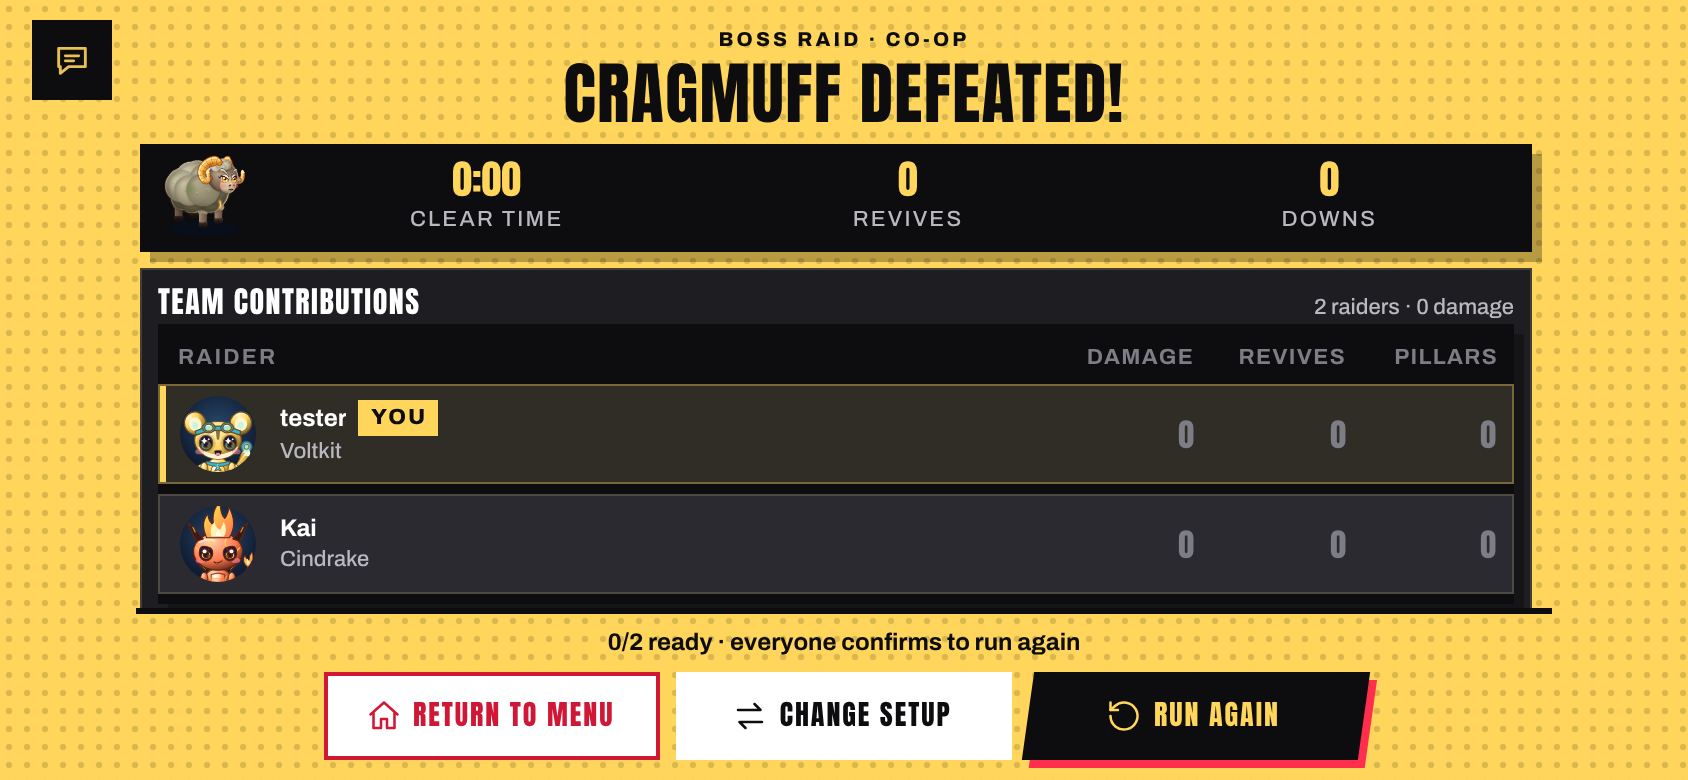 BOSS RAID · CO-OP
CRAGMUFF DEFEATED!
0:00 0 0
CLEAR TIME REVIVES DOWNS
TEAM CONTRIBUTIONS 2 raiders · 0 damage
RAIDER DAMAGE REVIVES PILLARS
tester YOU
Voltkit 0 0 0
Kai
Cindrake 0 0 0
0/2 ready · everyone confirms to run again
RETURN TO MENU CHANGE SETUP RUN AGAIN